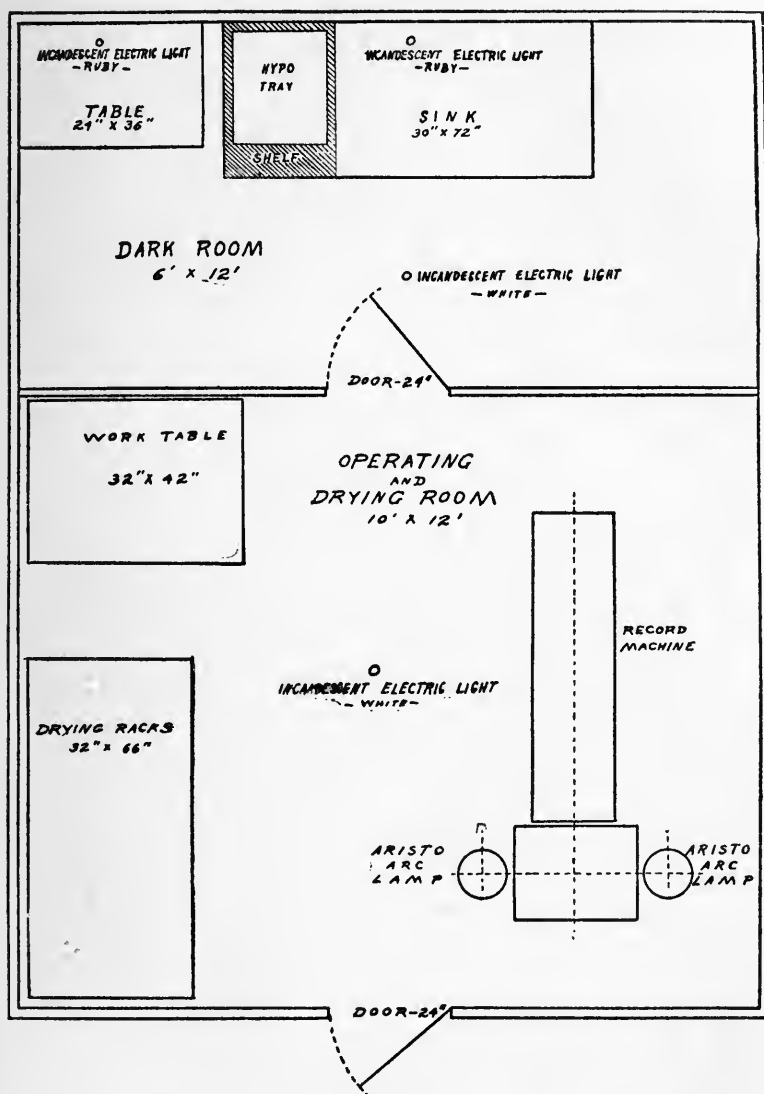 INCANDESCENT ELECTRIC LIGHT
-RUBY-
TABLE
24" X 36"
HYPO
TRAY
SHELF
INCANDESCENT ELECTRIC LIGHT
-RUBY-
SINK
30" X 72"
DARK ROOM
6' X 12'
INCANDESCENT ELECTRIC LIGHT
-WHITE-
DOOR-24"
WORK TABLE
32" X 42"
OPERATING
AND
DRYING ROOM
10' X 12'
RECORD
MACHINE
INCANDESCENT ELECTRIC LIGHT
-WHITE-
DRYING RACKS
32" X 66"
ARISTO
ARC
LAMP
ARISTO
ARC
LAMP
DOOR-24"